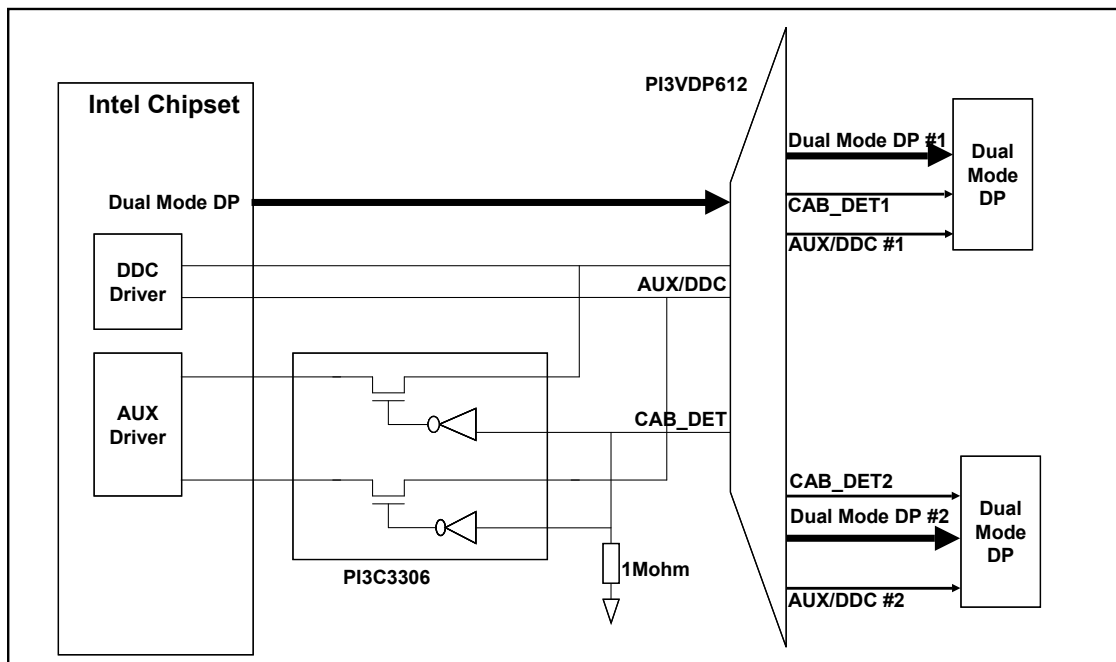 Intel Chipset
Dual Mode DP
DDC
Driver
AUX
Driver
PI3C3306
AUX/DDC
CAB_DET
1Mohm
PI3VDP612
Dual Mode DP #1
CAB_DET1
AUX/DDC #1
Dual
Mode
DP
CAB_DET2
Dual Mode DP #2
AUX/DDC #2
Dual
Mode
DP